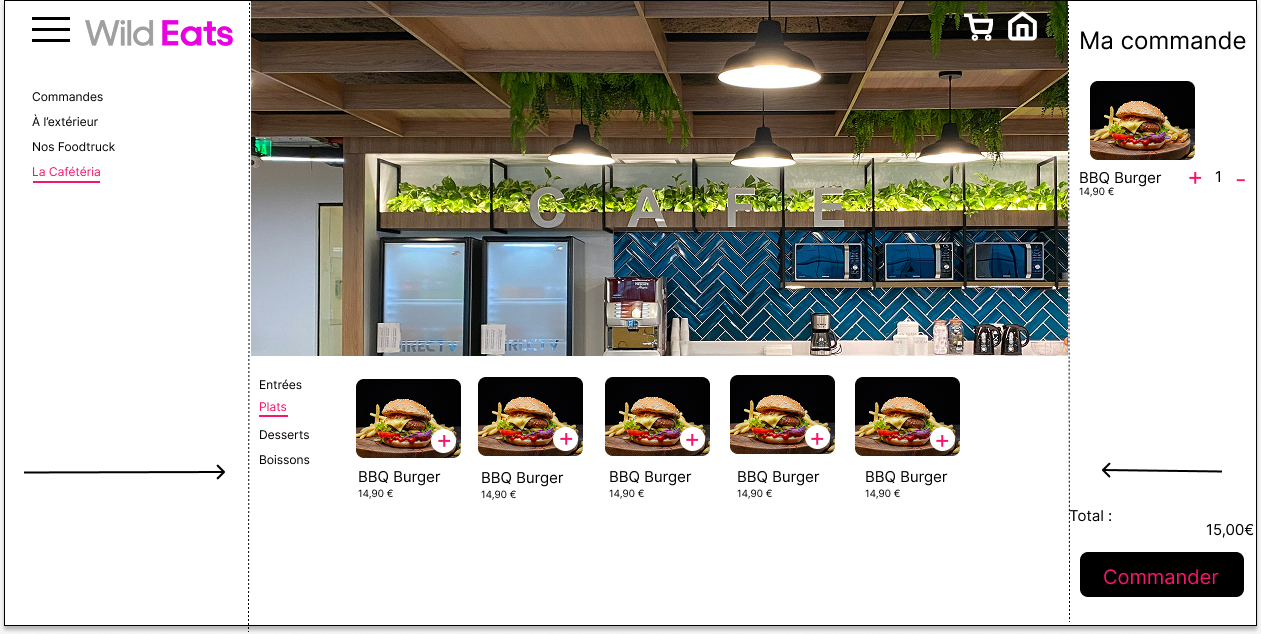 Wild Eats
Commandes
À l'extérieur
Nos Foodtruck
La Cafétéria
CAFE
Entrées
Plats
Desserts
Boissons
BBQ Burger
14,90 €
BBQ Burger
14,90 €
BBQ Burger
14,90 €
BBQ Burger
14,90 €
BBQ Burger
14,90 €
Ma commande
BBQ Burger
+ 1 -
14,90 €
Total :
15,00€
Commander